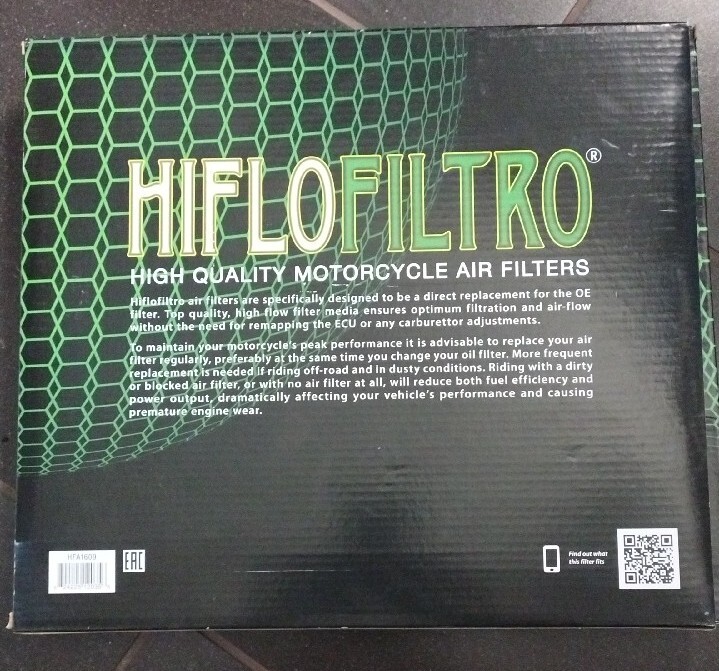 HIFLOFILTRO®
HIGH QUALITY MOTORCYCLE AIR FILTERS
Hiflofiltro air filters are specifically designed to be a direct replacement for the OE
filter. Top quality, high flow filter media ensures optimum filtration and air-flow
without the need for remapping the ECU or any carburettor adjustments.
To maintain your motorcycle's peak performance it is advisable to replace your air
filter regularly, preferably at the same time you change your oil filter. More frequent
replacement is needed if riding off-road and in dusty conditions. Riding with a dirty
or blocked air filter, or with no air filter at all, will reduce both fuel efficiency and
power output, dramatically affecting your vehicle's performance and causing
premature engine wear.
HFA1609
EAC
Find out what
this filter fits